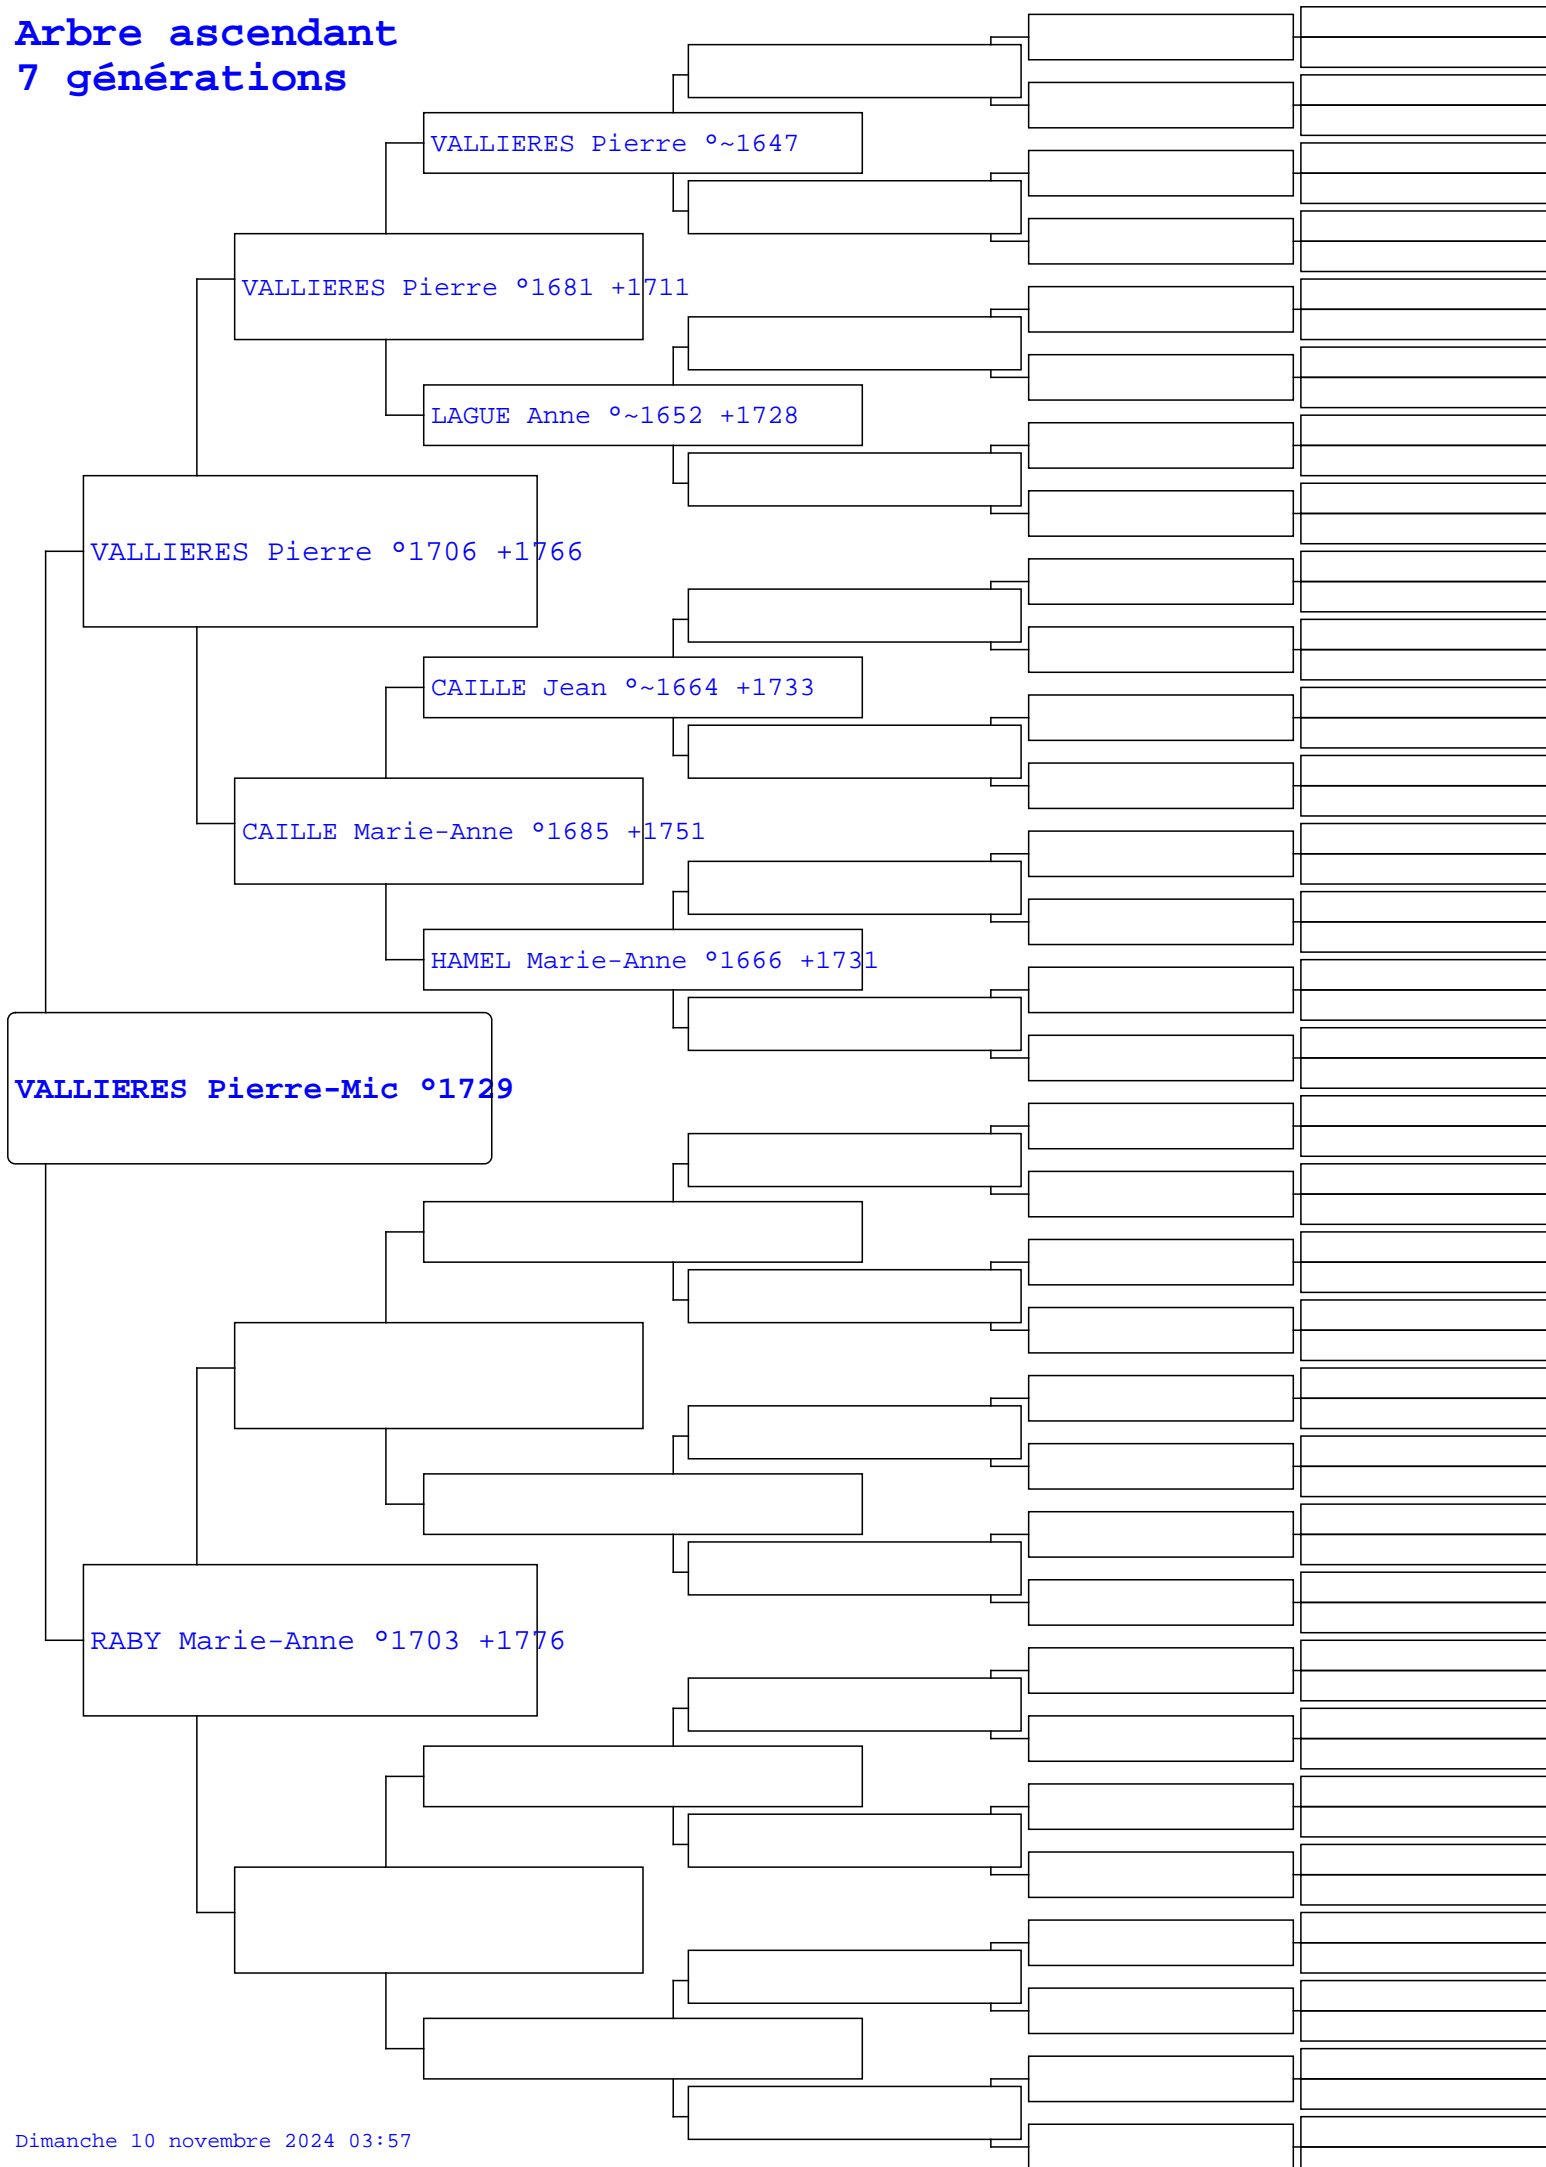 Arbre ascendant
7 générations
VALLIERES Pierre °~1647
VALLIERES Pierre °1681 +1711
LAGUE Anne °~1652 +1728
VALLIERES Pierre °1706 +1766
CAILLE Jean °~1664 +1733
CAILLE Marie-Anne °1685 +1751
HAMEL Marie-Anne °1666 +1731
VALLIERES Pierre-Mic °1729
RABY Marie-Anne °1703 +1776
Dimanche 10 novembre 2024 03:57